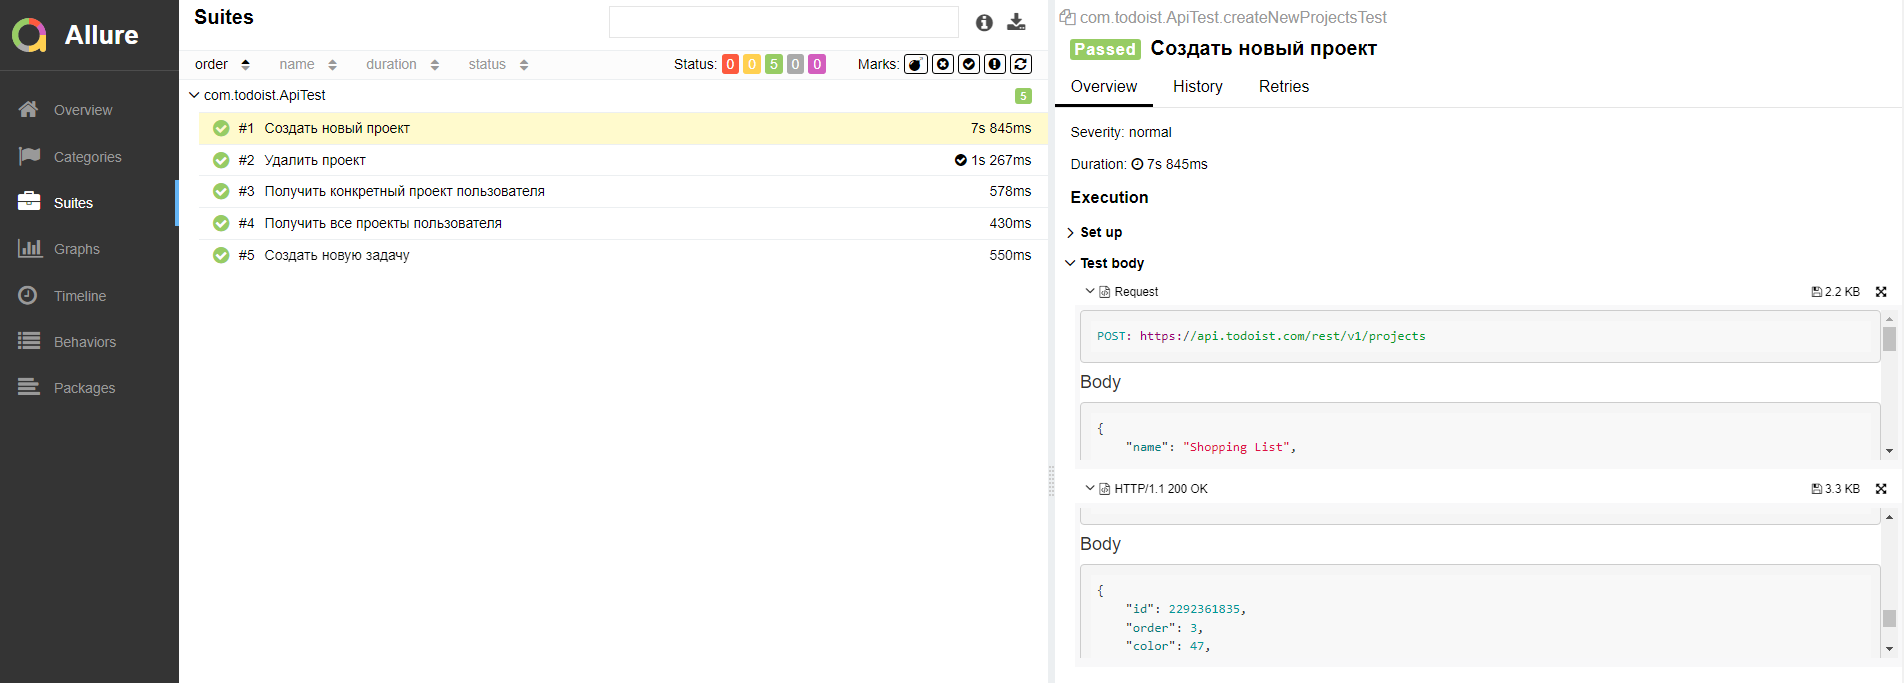 Allure
Overview
Categories
Suites
Graphs
Timeline
Behaviors
Packages
Suites
order name duration status
Status: 0 0 5 0 0 Marks:
com.todoist.ApiTest 5
#1 Создать новый проект 7s 845ms
#2 Удалить проект 1s 267ms
#3 Получить конкретный проект пользователя 578ms
#4 Получить все проекты пользователя 430ms
#5 Создать новую задачу 550ms
com.todoist.ApiTest.createNewProjectsTest
Passed Создать новый проект
Overview History Retries
Severity: normal
Duration: 7s 845ms
Execution
Set up
Test body
Request 2.2 KB
POST: https://api.todoist.com/rest/v1/projects
Body
{
"name": "Shopping List",
HTTP/1.1 200 OK 3.3 KB
Body
{
"id": 2292361835,
"order": 3,
"color": 47,